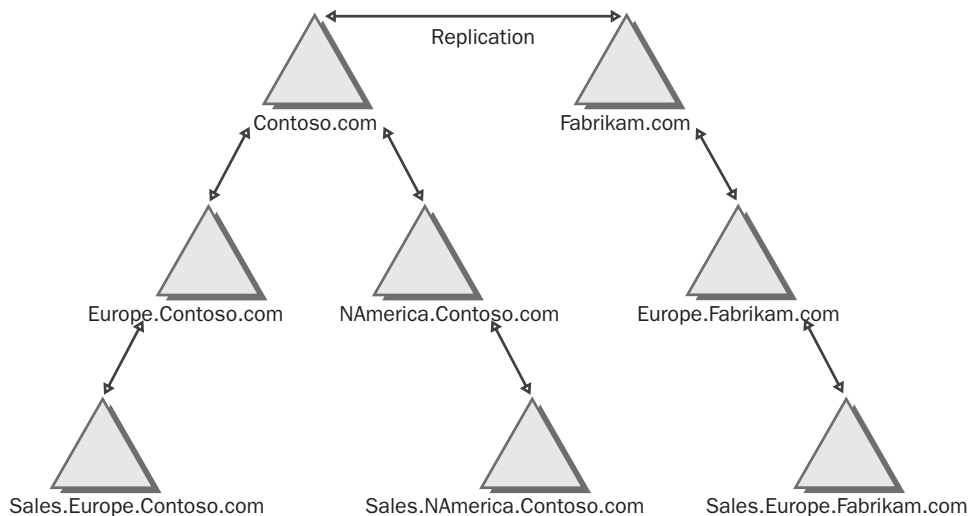 Replication
Contoso.com
Fabrikam.com
Europe.Contoso.com
NAmerica.Contoso.com
Europe.Fabrikam.com
Sales.Europe.Contoso.com
Sales.NAmerica.Contoso.com
Sales.Europe.Fabrikam.com